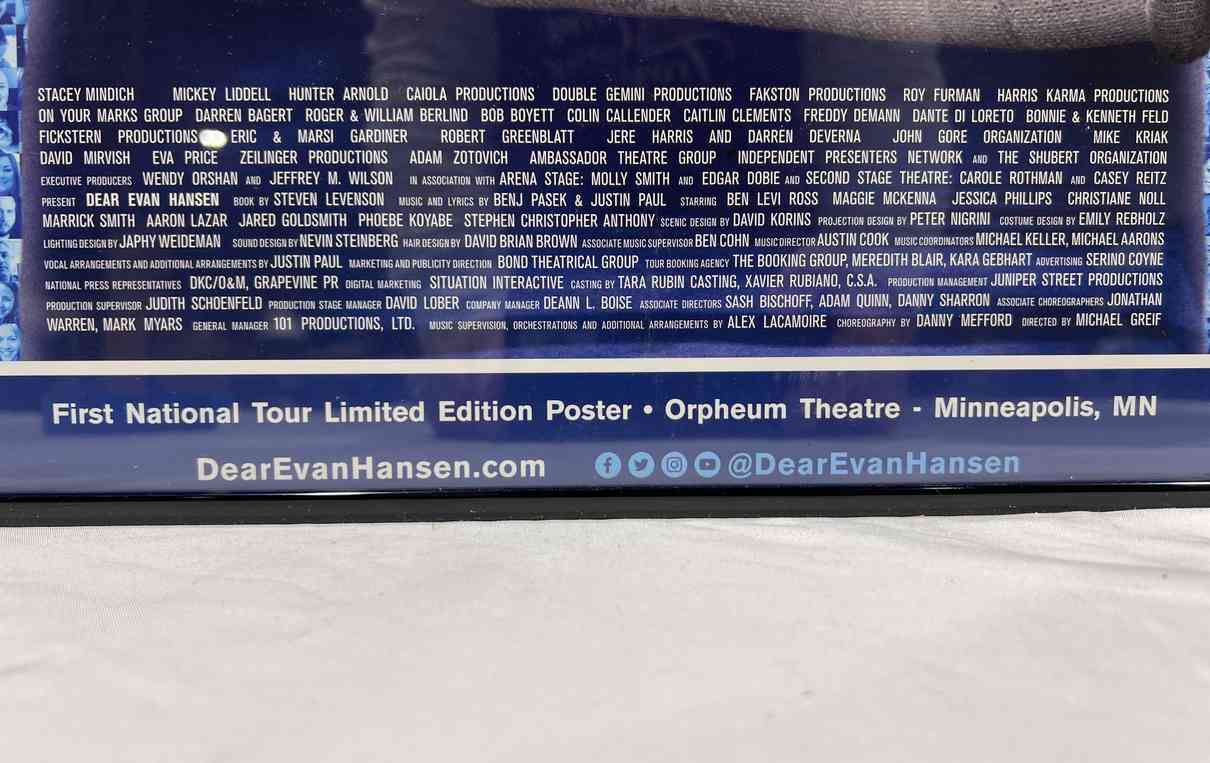 STACEY MINDICH MICKEY LIDDELL HUNTER ARNOLD CAIOLA PRODUCTIONS DOUBLE GEMINI PRODUCTIONS FAKSTON PRODUCTIONS ROY FURMAN HARRIS KARMA PRODUCTIONS
ON YOUR MARKS GROUP DARREN BAGERT ROGER & WILLIAM BERLIND BOB BOYETT COLIN CALLENDER CAITLIN CLEMENTS FREDDY DEMANN DANTE DI LORETO BONNIE & KENNETH FELD
FICKSTERN PRODUCTIONS ERIC & MARSI GARDINER ROBERT GREENBLATT JERE HARRIS AND DARREN DEVERNA JOHN GORE ORGANIZATION MIKE KRIAK
DAVID MIRVISH EVA PRICE ZEILINGER PRODUCTIONS ADAM ZOTOVICH AMBASSADOR THEATRE GROUP INDEPENDENT PRESENTERS NETWORK AND THE SHUBERT ORGANIZATION
EXECUTIVE PRODUCERS WENDY ORSHAN AND JEFFREY M. WILSON IN ASSOCIATION WITH ARENA STAGE: MOLLY SMITH AND EDGAR DOBIE AND SECOND STAGE THEATRE: CAROLE ROTHMAN AND CASEY REITZ
PRESENT DEAR EVAN HANSEN BOOK BY STEVEN LEVENSON MUSIC AND LYRICS BY BENJ PASEK & JUSTIN PAUL STARRING BEN LEVI ROSS MAGGIE MCKENNA JESSICA PHILLIPS CHRISTIANE NOLL
MARRICK SMITH AARON LAZAR JARED GOLDSMITH PHOEBE KOYABE STEPHEN CHRISTOPHER ANTHONY SCENIC DESIGN BY DAVID KORINS PROJECTION DESIGN BY PETER NIGRINI COSTUME DESIGN BY EMILY REBHOLZ
LIGHTING DESIGN BY JAPHY WEIDEMAN SOUND DESIGN BY NEVIN STEINBERG HAIR DESIGN BY DAVID BRIAN BROWN ASSOCIATE MUSIC SUPERVISOR BEN COHN MUSIC DIRECTOR AUSTIN COOK MUSIC COORDINATORS MICHAEL KELLER, MICHAEL AARONS
VOCAL ARRANGEMENTS AND ADDITIONAL ARRANGEMENTS BY JUSTIN PAUL MARKETING AND PUBLICITY DIRECTION BOND THEATRICAL GROUP TOUR BOOKING AGENCY THE BOOKING GROUP, MEREDITH BLAIR, KARA GEBHART ADVERTISING SERINO COYNE
NATIONAL PRESS REPRESENTATIVES DKC/O&M, GRAPEVINE PR DIGITAL MARKETING SITUATION INTERACTIVE CASTING BY TARA RUBIN CASTING, XAVIER RUBIANO, C.S.A. PRODUCTION MANAGEMENT JUNIPER STREET PRODUCTIONS
PRODUCTION SUPERVISOR JUDITH SCHOENFELD PRODUCTION STAGE MANAGER DAVID LOBER COMPANY MANAGER DEANN L. BOISE ASSOCIATE DIRECTORS SASH BISCHOFF, ADAM QUINN, DANNY SHARRON ASSOCIATE CHOREOGRAPHERS JONATHAN
WARREN, MARK MYARS GENERAL MANAGER 101 PRODUCTIONS, LTD. MUSIC SUPERVISION, ORCHESTRATIONS AND ADDITIONAL ARRANGEMENTS BY ALEX LACAMOIRE CHOREOGRAPHY BY DANNY MEFFORD DIRECTED BY MICHAEL GREIF
First National Tour Limited Edition Poster • Orpheum Theatre - Minneapolis, MN
DearEvanHansen.com @DearEvanHansen